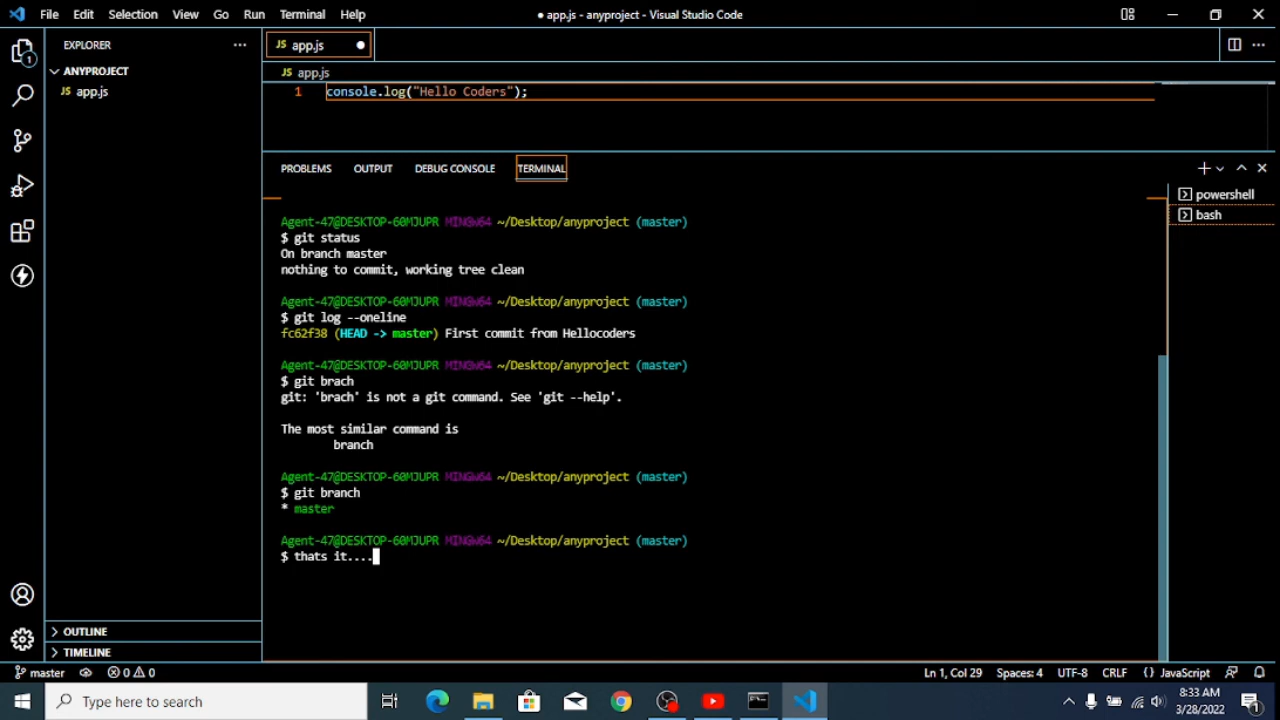 File Edit Selection View Go Run Terminal Help
● app.js - anyproject - Visual Studio Code
EXPLORER
ANYPROJECT
JS app.js
JS app.js
JS app.js
1 console.log("Hello Coders");
PROBLEMS OUTPUT DEBUG CONSOLE TERMINAL
powershell
bash
Agent-47@DESKTOP-60MJUPR MINGW64 ~/Desktop/anyproject (master)
$ git status
On branch master
nothing to commit, working tree clean
Agent-47@DESKTOP-60MJUPR MINGW64 ~/Desktop/anyproject (master)
$ git log --oneline
fc62f38 (HEAD -> master) First commit from Hellocoders
Agent-47@DESKTOP-60MJUPR MINGW64 ~/Desktop/anyproject (master)
$ git brach
git: 'brach' is not a git command. See 'git --help'.
The most similar command is
branch
Agent-47@DESKTOP-60MJUPR MINGW64 ~/Desktop/anyproject (master)
$ git branch
* master
Agent-47@DESKTOP-60MJUPR MINGW64 ~/Desktop/anyproject (master)
$ thats it....
OUTLINE
TIMELINE
1
master 0 0
Ln 1, Col 29 Spaces: 4 UTF-8 CRLF {} JavaScript
Type here to search
8:33 AM
3/28/2022
1